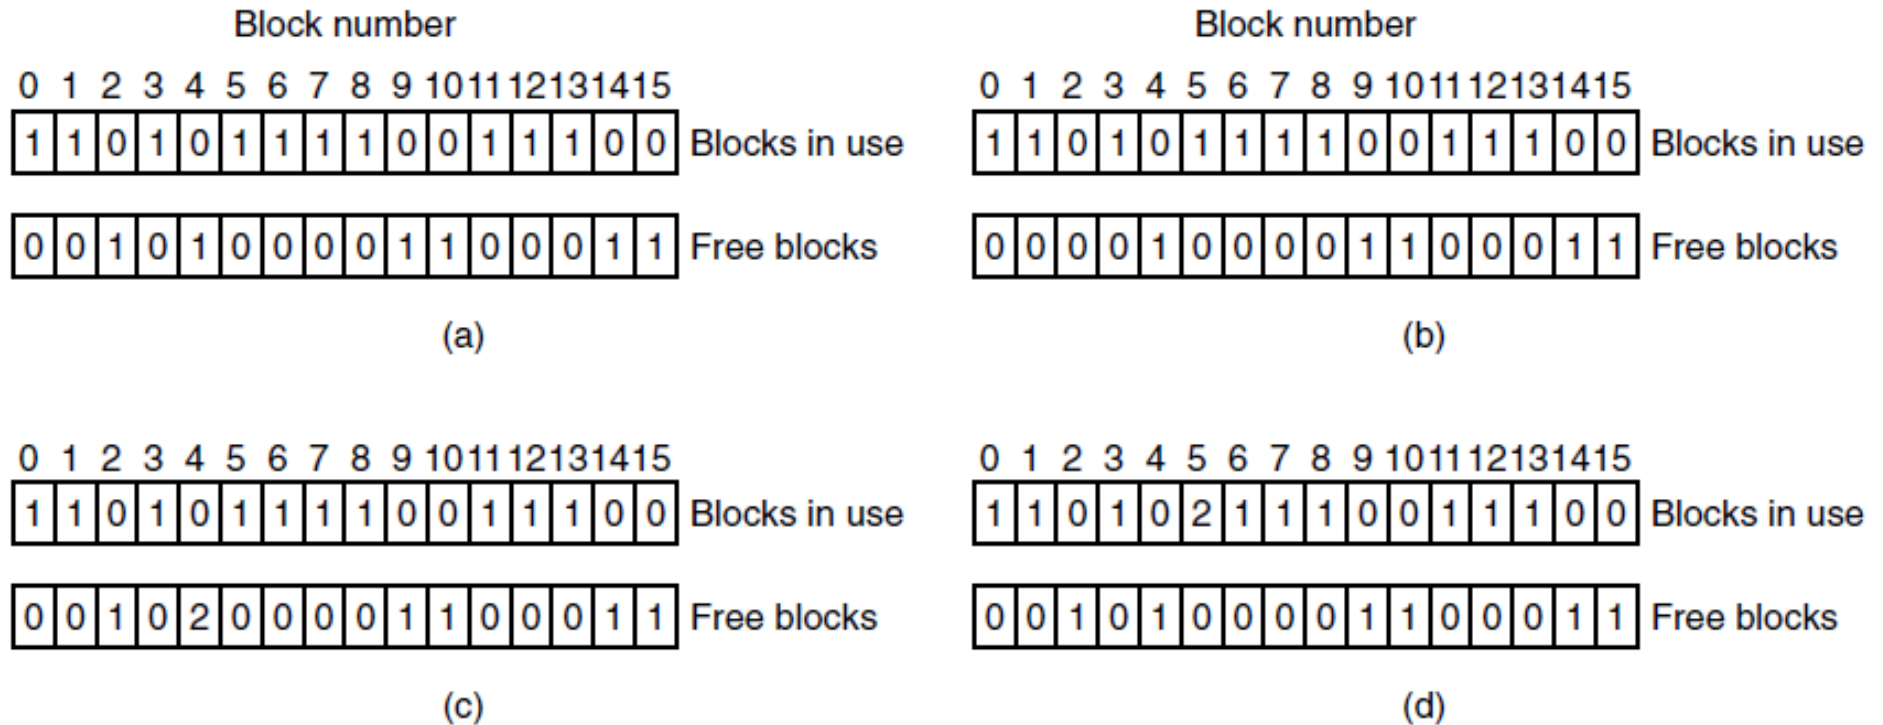 Block number
0 1 2 3 4 5 6 7 8 9 10 11 12 13 14 15
1 1 0 1 0 1 1 1 1 0 0 1 1 1 0 0 Blocks in use
0 0 1 0 1 0 0 0 0 1 1 0 0 0 1 1 Free blocks
(a)
Block number
0 1 2 3 4 5 6 7 8 9 10 11 12 13 14 15
1 1 0 1 0 1 1 1 1 0 0 1 1 1 0 0 Blocks in use
0 0 0 0 1 0 0 0 0 1 1 0 0 0 1 1 Free blocks
(b)
0 1 2 3 4 5 6 7 8 9 10 11 12 13 14 15
1 1 0 1 0 1 1 1 1 0 0 1 1 1 0 0 Blocks in use
0 0 1 0 2 0 0 0 0 1 1 0 0 0 1 1 Free blocks
(c)
0 1 2 3 4 5 6 7 8 9 10 11 12 13 14 15
1 1 0 1 0 2 1 1 1 0 0 1 1 1 0 0 Blocks in use
0 0 1 0 1 0 0 0 0 1 1 0 0 0 1 1 Free blocks
(d)